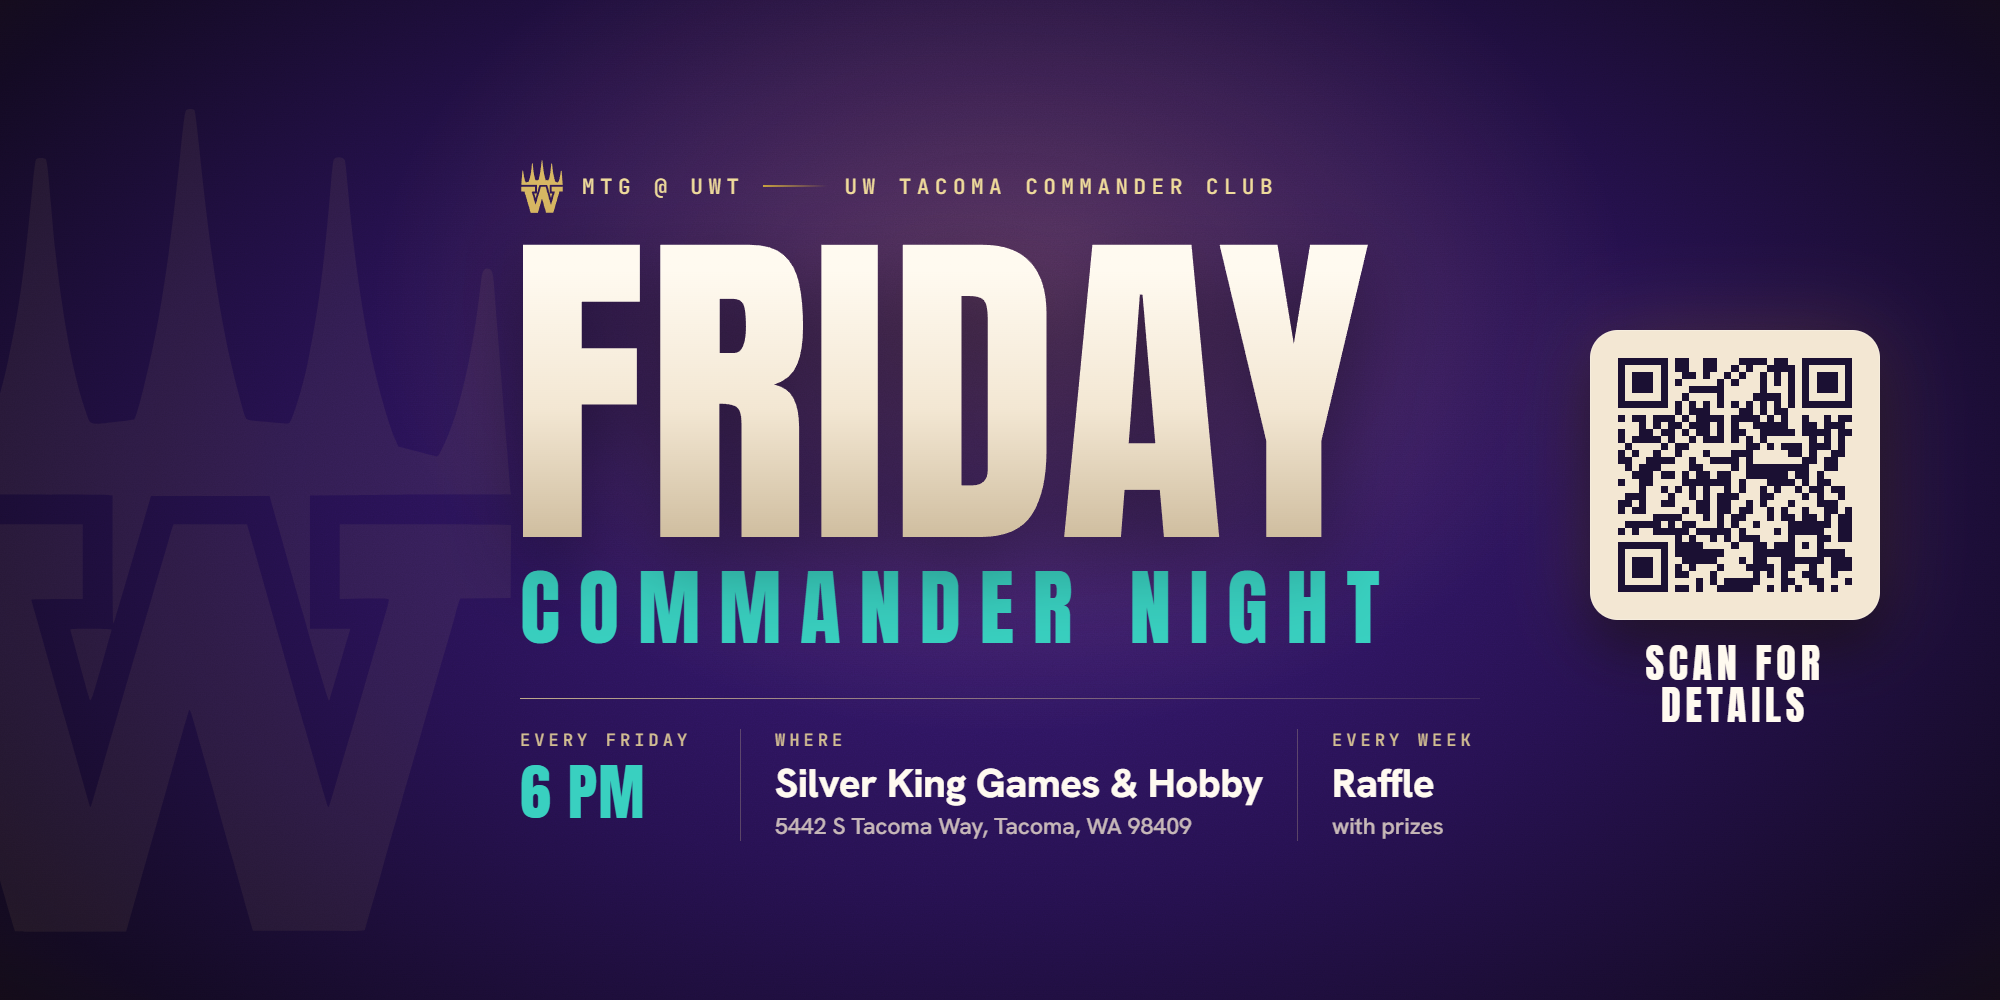 MTG @ UWT — UW TACOMA COMMANDER CLUB
FRIDAY
COMMANDER NIGHT
EVERY FRIDAY
6 PM
WHERE
Silver King Games & Hobby
5442 S Tacoma Way, Tacoma, WA 98409
EVERY WEEK
Raffle
with prizes
SCAN FOR
DETAILS
W
W